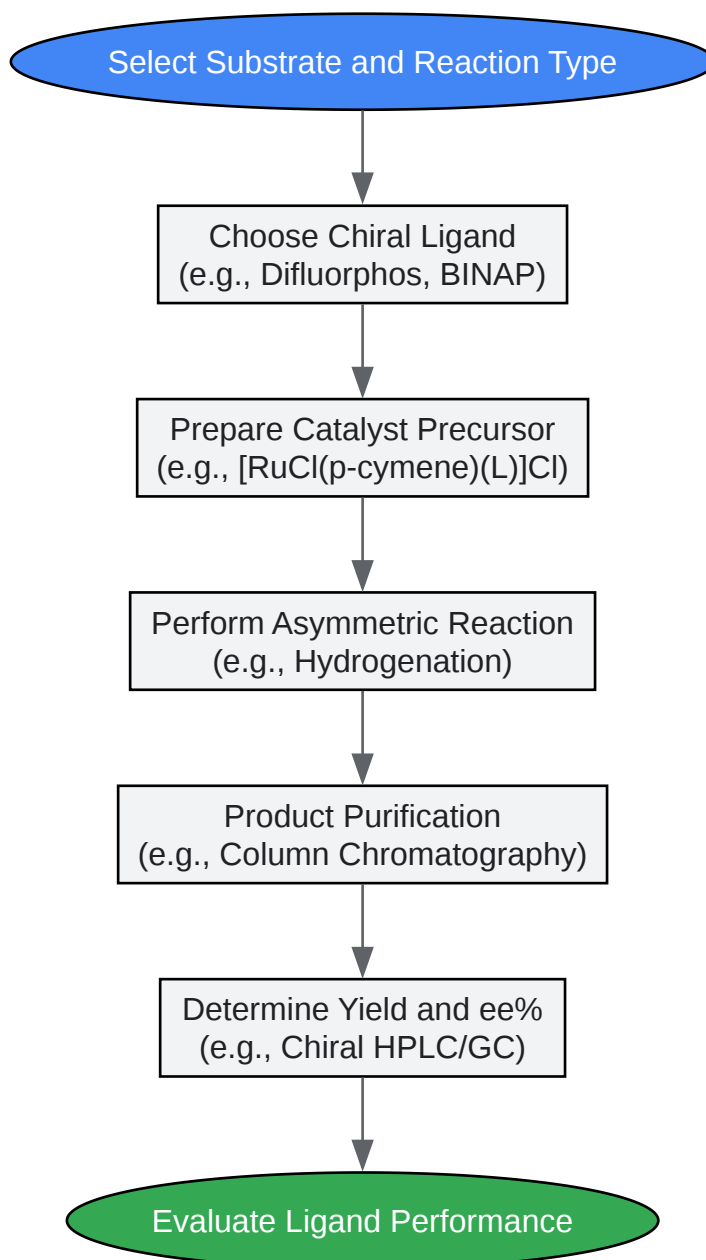 Select Substrate and Reaction Type
Choose Chiral Ligand
(e.g., Difluorphos, BINAP)
Prepare Catalyst Precursor
(e.g., [RuCl(p-cymene)(L)]Cl)
Perform Asymmetric Reaction
(e.g., Hydrogenation)
Product Purification
(e.g., Column Chromatography)
Determine Yield and ee%
(e.g., Chiral HPLC/GC)
Evaluate Ligand Performance